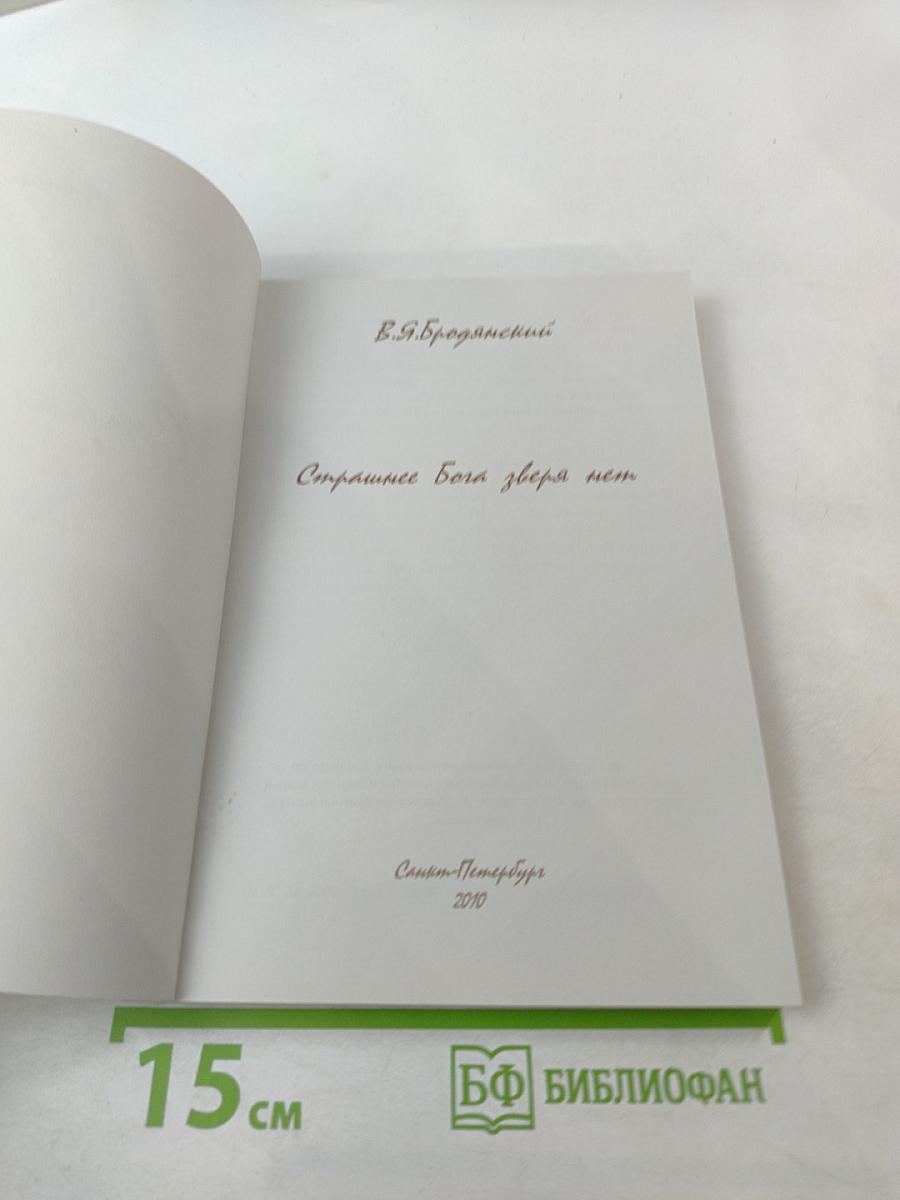 В.Я.Бродянский
Страшнее Бога зверя нет
Санкт-Петербург
2010
15 см
БФ БИБЛИОФАН